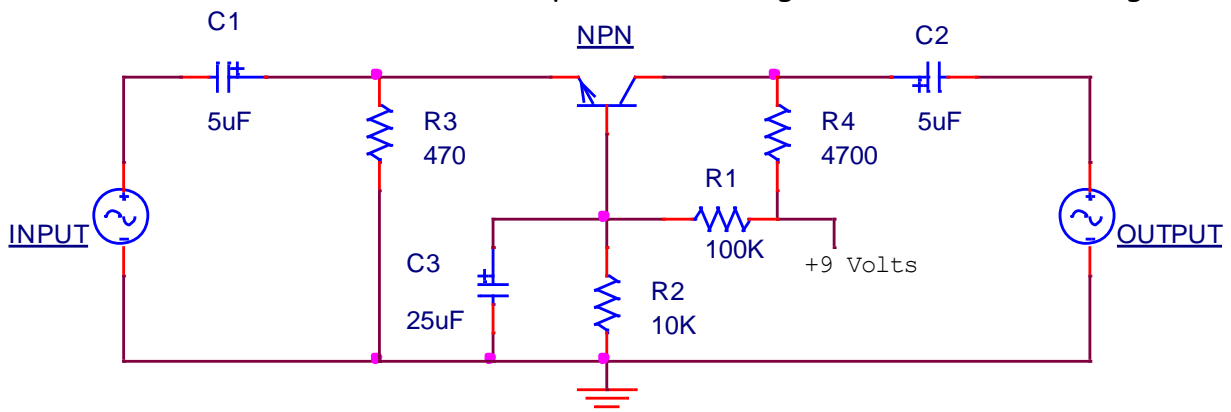 C1
NPN
C2
5uF
R3
470
R4
4700
5uF
R1
100K
INPUT
OUTPUT
+9 Volts
C3
25uF
R2
10K